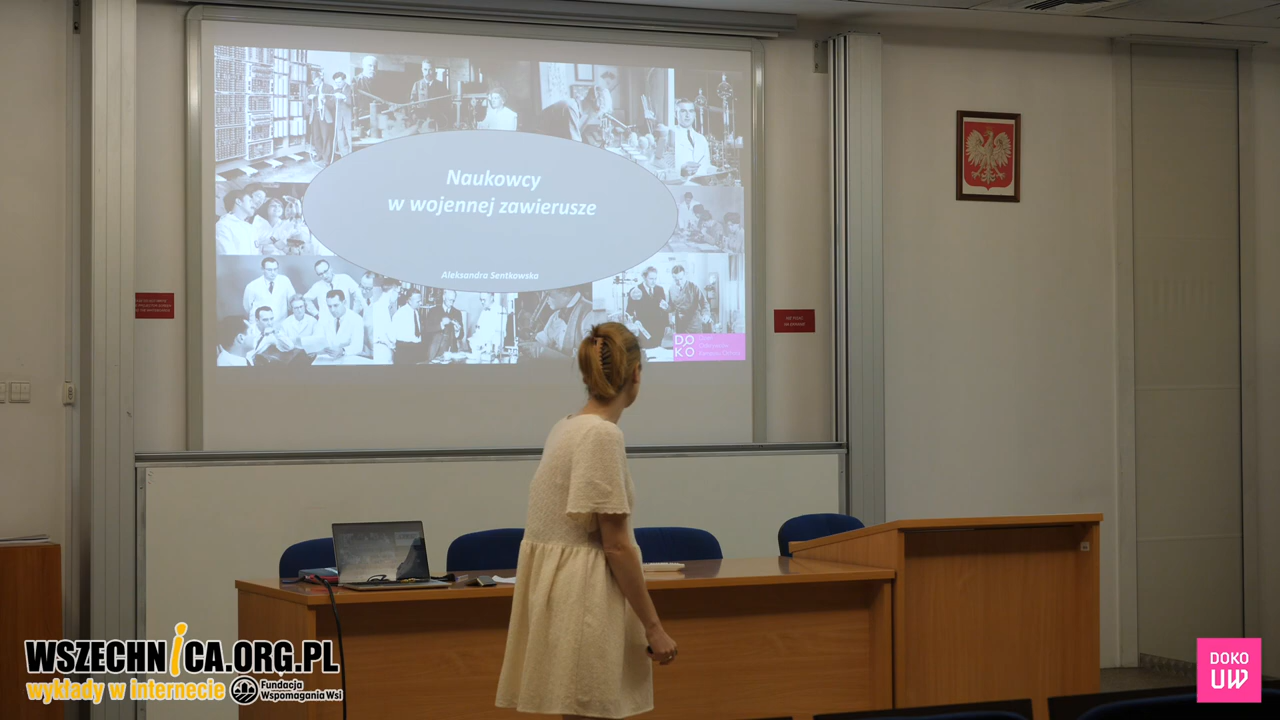 Naukowcy
w wojennej zawierusze
Aleksandra Sentkowska
DO
KO
WSZECHNICA.ORG.PL
wykłady w internecie
Fundacja
Wspomagania Wsi
DOKO
UW